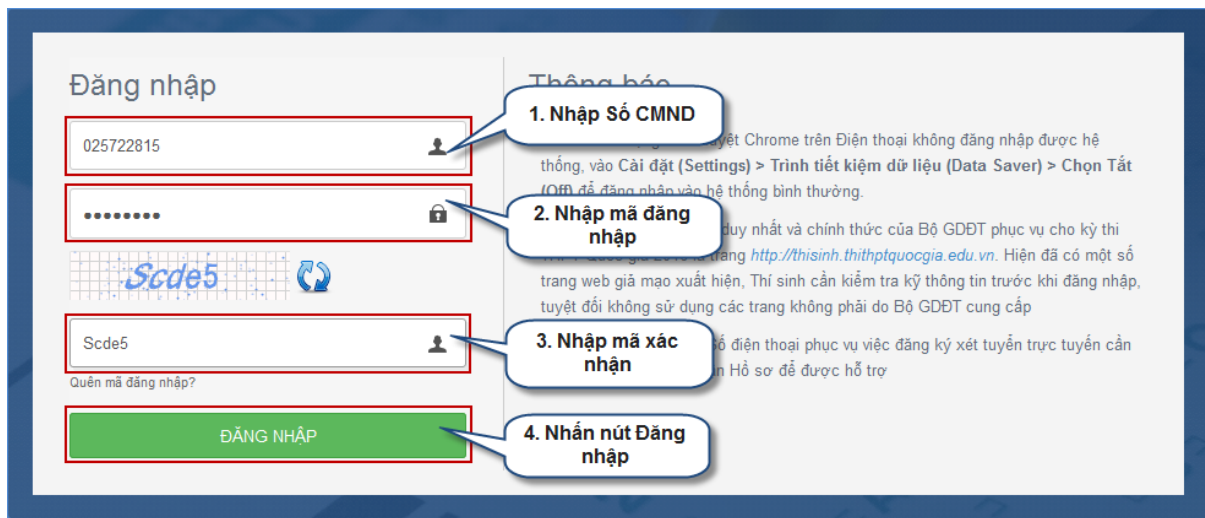 Đăng nhập
025722815
••••••••
Scde5
Scde5
Quên mã đăng nhập?
ĐĂNG NHẬP
1. Nhập Số CMND
2. Nhập mã đăng
nhập
3. Nhập mã xác
nhận
4. Nhấn nút Đăng
nhập
Thông báo
Chrome trên Điện thoại không đăng nhập được hệ
thống, vào Cài đặt (Settings) > Trình tiết kiệm dữ liệu (Data Saver) > Chọn Tắt
(Off) để đăng nhập vào hệ thống bình thường.
duy nhất và chính thức của Bộ GDĐT phục vụ cho kỳ thi
trang http://thisinh.thithptquocgia.edu.vn. Hiện đã có một số
trang web giả mạo xuất hiện, Thí sinh cần kiểm tra kỹ thông tin trước khi đăng nhập,
tuyệt đối không sử dụng các trang không phải do Bộ GDĐT cung cấp
điện thoại phục vụ việc đăng ký xét tuyển trực tuyến cần
Hồ sơ để được hỗ trợ